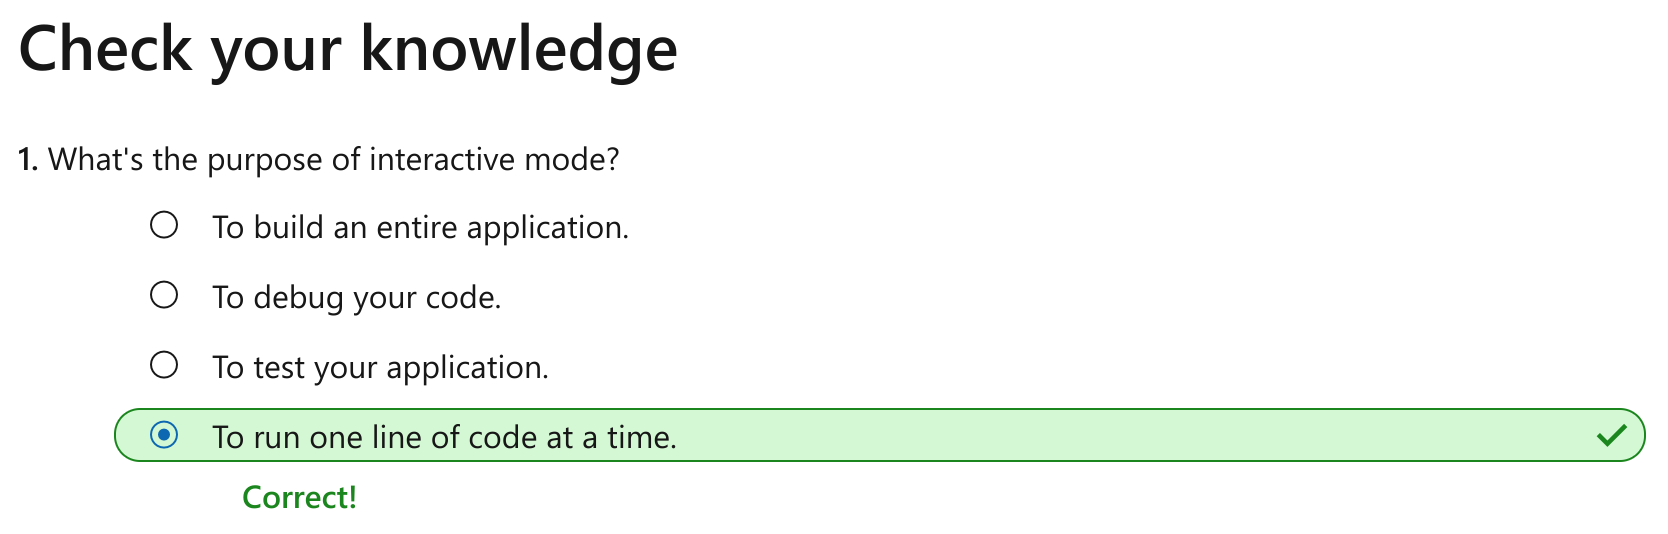 Check your knowledge
1. What's the purpose of interactive mode?
To build an entire application.
To debug your code.
To test your application.
To run one line of code at a time.
Correct!